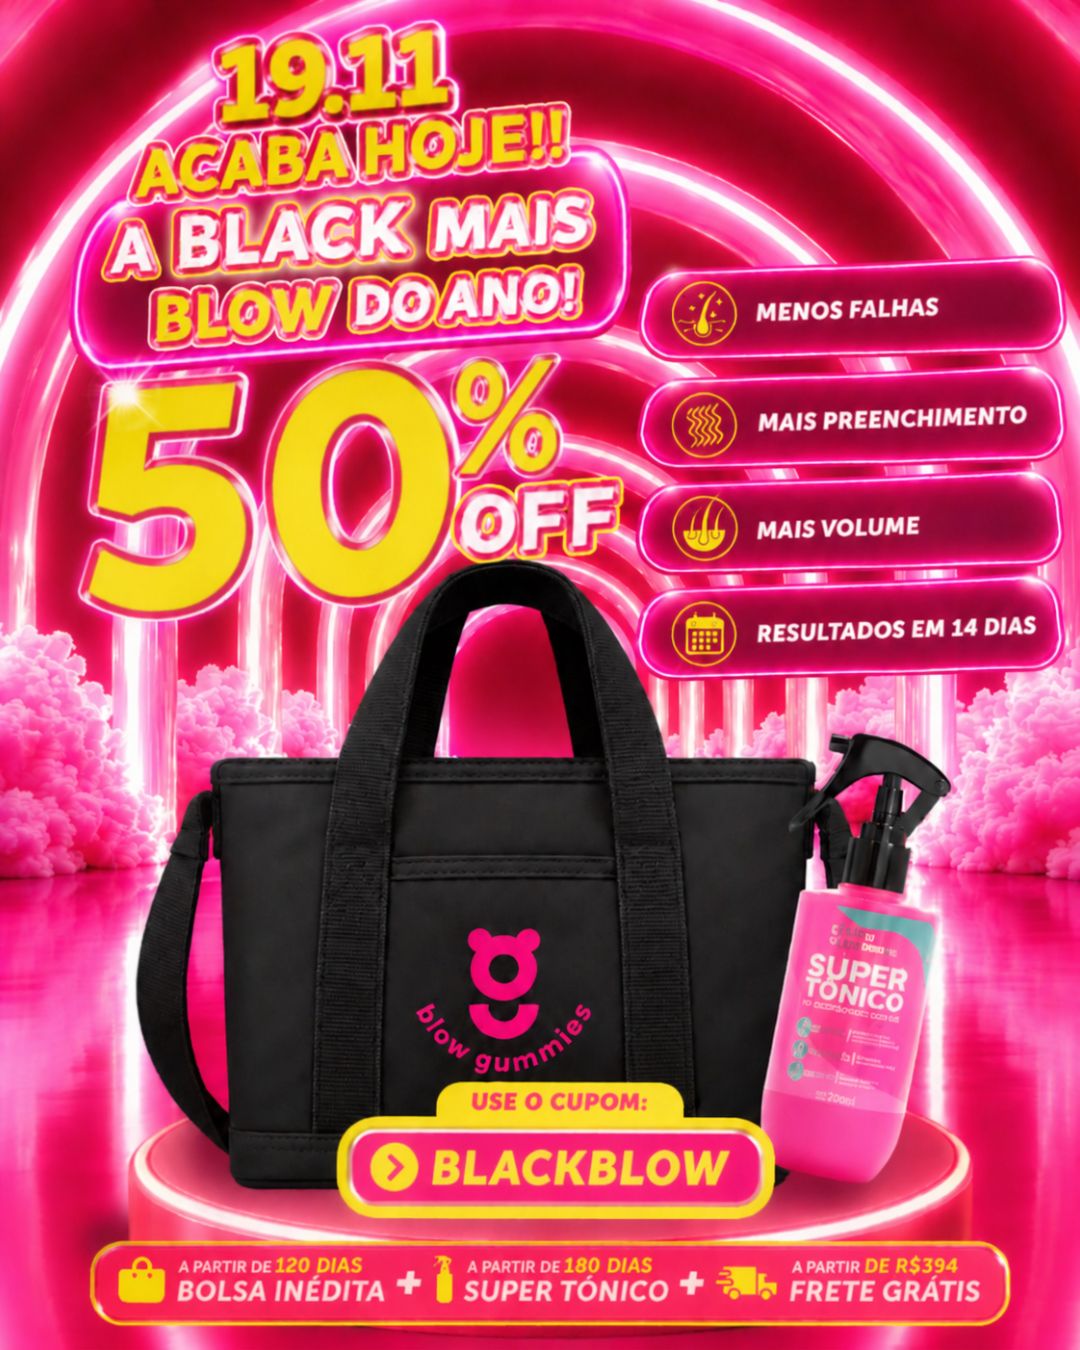 19.11
ACABA HOJE!!
A BLACK MAIS
BLOW DO ANO!
50%
OFF
MENOS FALHAS
MAIS PREENCHIMENTO
MAIS VOLUME
RESULTADOS EM 14 DIAS
blow gummies
SUPER
TÔNICO
200ml
USE O CUPOM:
BLACKBLOW
A PARTIR DE 120 DIAS
BOLSA INÉDITA
+
A PARTIR DE 180 DIAS
SUPER TÓNICO
+
A PARTIR DE R$394
FRETE GRÁTIS